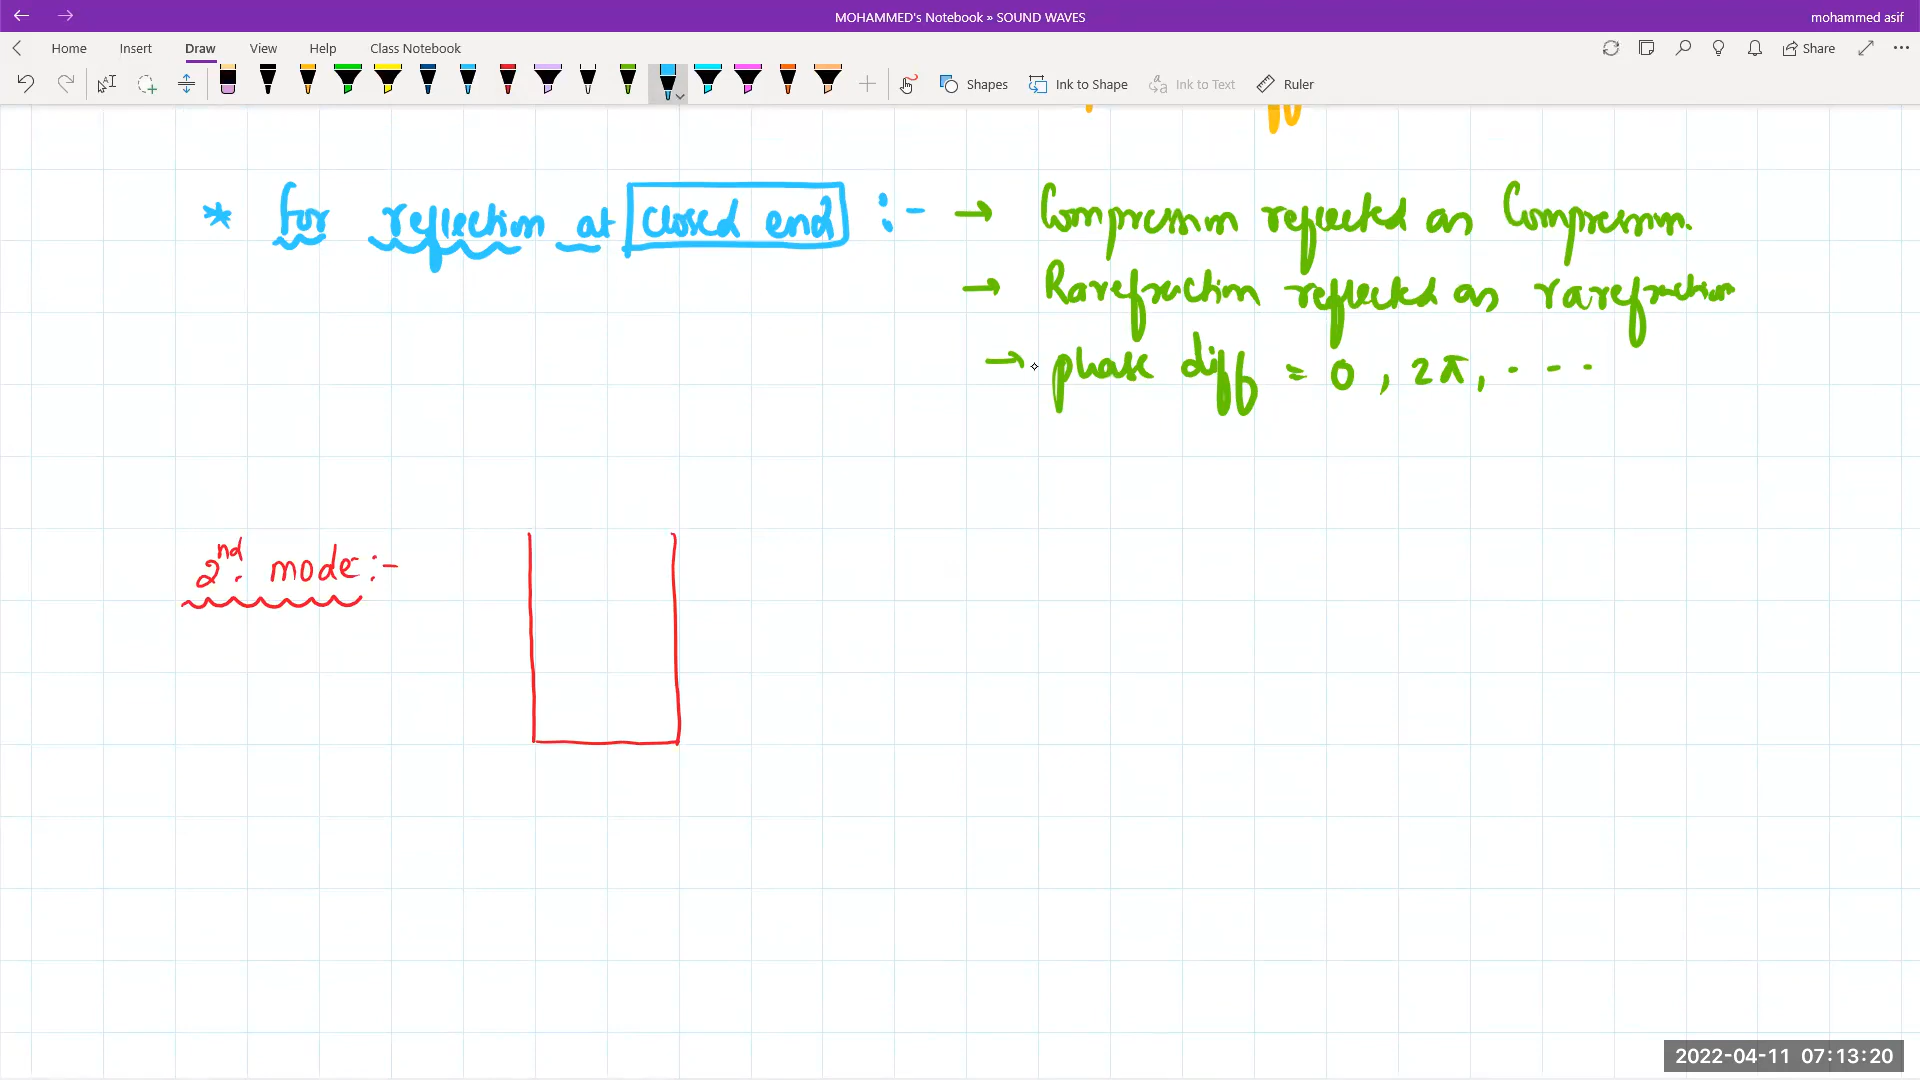 MOHAMMED's Notebook » SOUND WAVES
mohammed asif
Home Insert Draw View Help Class Notebook Share
Shapes Ink to Shape Ink to Text Ruler
* for reflection at closed end :- → Compression reflected as Compression.
→ Rarefraction reflected as rarefraction
→ phase diff = 0 , 2π, - - -
2nd. mode :-
2022-04-11 07:13:20